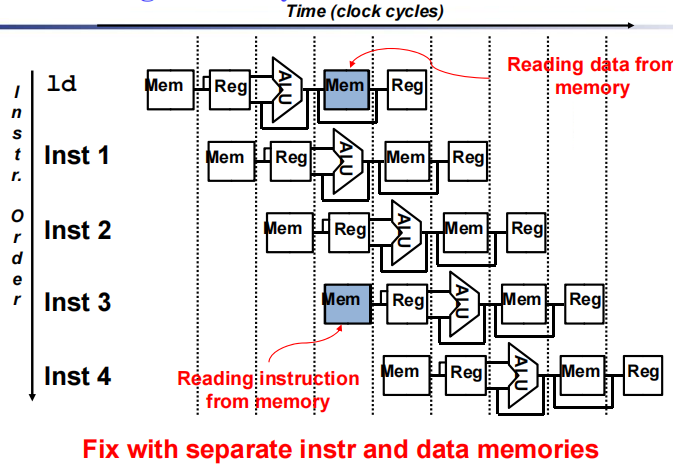 Time (clock cycles)
Reading data from
memory
Instr. Order
ld
Mem Reg ALU Mem Reg
Inst 1
Mem Reg ALU Mem Reg
Inst 2
Mem Reg ALU Mem Reg
Inst 3
Mem Reg ALU Mem Reg
Inst 4
Mem Reg ALU Mem Reg
Reading instruction
from memory
Fix with separate instr and data memories